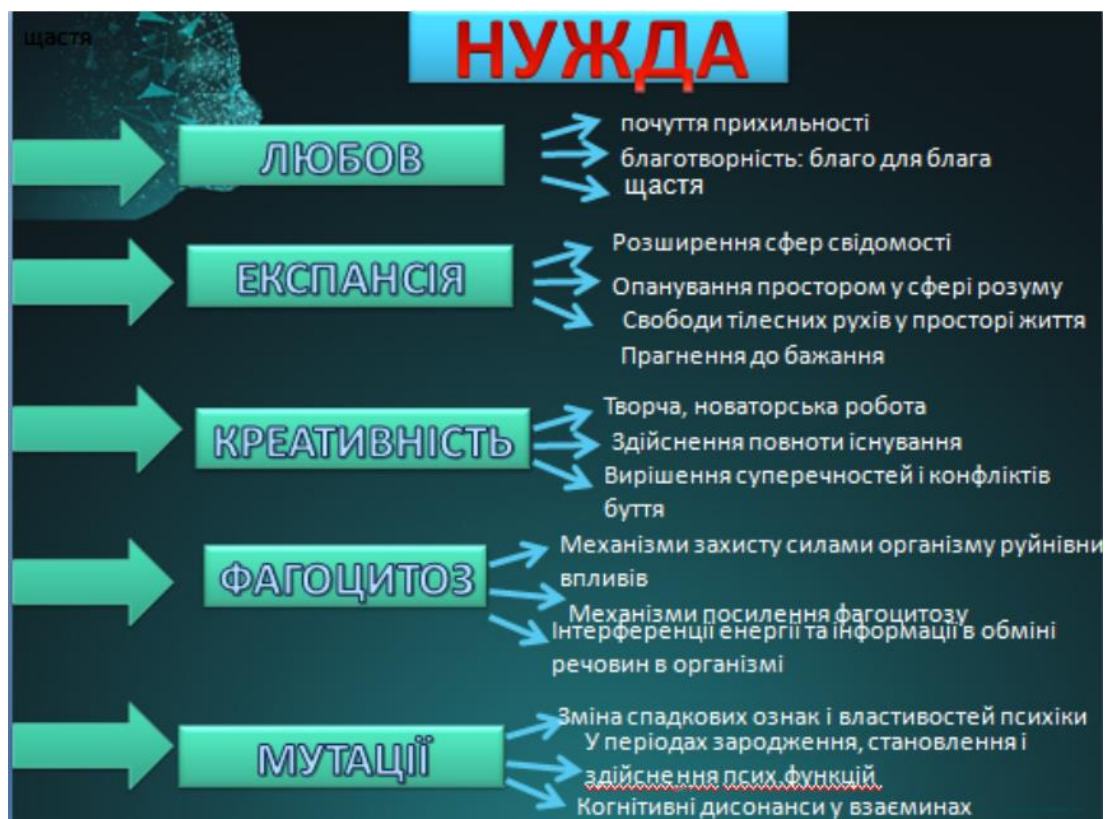 щастя
НУЖДА
ЛЮБОВ
почуття прихильності
благотворність: благо для блага
щастя
ЕКСПАНСІЯ
Розширення сфер свідомості
Опанування простором у сфері розуму
Свободи тілесних рухів у просторі життя
Прагнення до бажання
КРЕАТИВНІСТЬ
Творча, новаторська робота
Здійснення повноти існування
Вирішення суперечностей і конфліктів
буття
ФАГОЦИТОЗ
Механізми захисту силами організму руйнівни
впливів
Механізми посилення фагоцитозу
Інтерференції енергії та інформації в обміні
речовин в організмі
МУТАЦІЇ
Зміна спадкових ознак і властивостей психіки
У періодах зародження, становлення і
здійснення псих.функцій
Когнітивні дисонанси у взаєминах